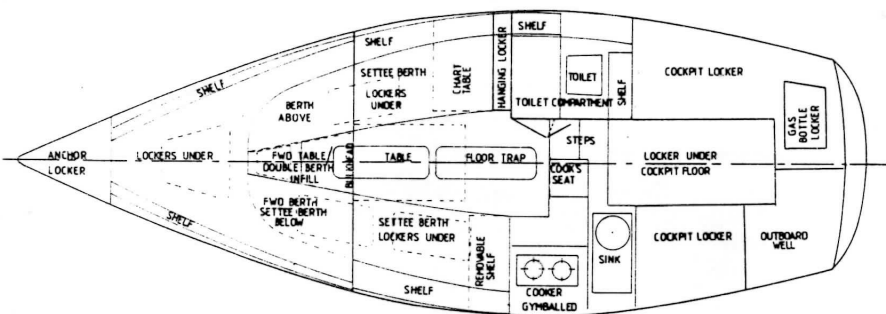 SHELF
SHELF
SHELF
ANCHOR
LOCKER
LOCKERS UNDER
BERTH
ABOVE
SETTEE BERTH
LOCKERS
UNDER
CHART
TABLE
HANGING LOCKER
TOILET
TOILET COMPARTMENT
SHELF
COCKPIT LOCKER
GAS
BOTTLE
LOCKER
FWD TABLE/
DOUBLE BERTH
INFILL
BULKHEAD
TABLE
FLOOR TRAP
STEPS
COOK'S
SEAT
LOCKER UNDER
COCKPIT FLOOR
FWD BERTH
SETTEE BERTH
BELOW
SHELF
SETTEE BERTH
LOCKERS UNDER
REMOVABLE
SHELF
SHELF
COOKER
GYMBALLED
SINK
COCKPIT LOCKER
OUTBOARD
WELL